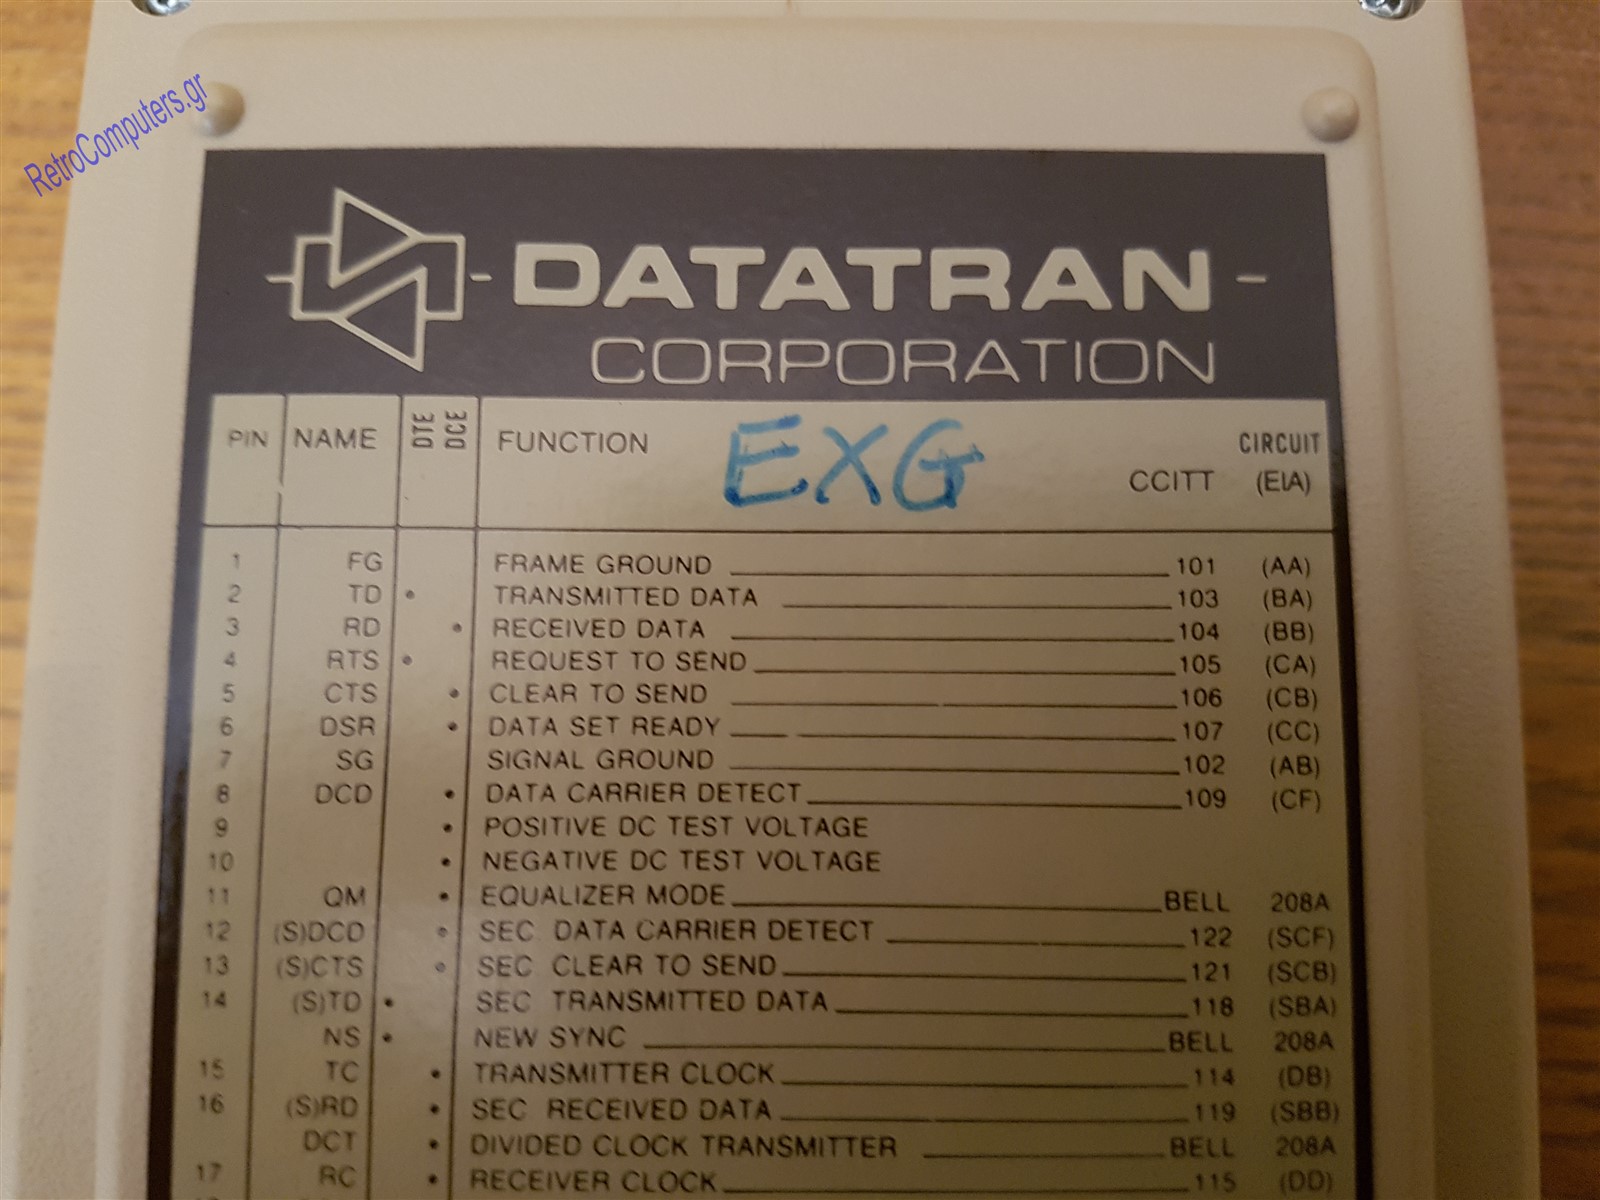 RetroComputers.gr
DATATRAN
CORPORATION
PIN NAME DTE DCE FUNCTION EXG CCITT CIRCUIT (EIA)
1 FG FRAME GROUND 101 (AA)
2 TD • TRANSMITTED DATA 103 (BA)
3 RD • RECEIVED DATA 104 (BB)
4 RTS • REQUEST TO SEND 105 (CA)
5 CTS • CLEAR TO SEND 106 (CB)
6 DSR • DATA SET READY 107 (CC)
7 SG SIGNAL GROUND 102 (AB)
8 DCD • DATA CARRIER DETECT 109 (CF)
9 • POSITIVE DC TEST VOLTAGE
10 • NEGATIVE DC TEST VOLTAGE
11 QM • EQUALIZER MODE BELL 208A
12 (S)DCD • SEC DATA CARRIER DETECT 122 (SCF)
13 (S)CTS • SEC CLEAR TO SEND 121 (SCB)
14 (S)TD • SEC TRANSMITTED DATA 118 (SBA)
NS • NEW SYNC BELL 208A
15 TC • TRANSMITTER CLOCK 114 (DB)
16 (S)RD • SEC RECEIVED DATA 119 (SBB)
DCT • DIVIDED CLOCK TRANSMITTER BELL 208A
17 RC • RECEIVER CLOCK 115 (DD)